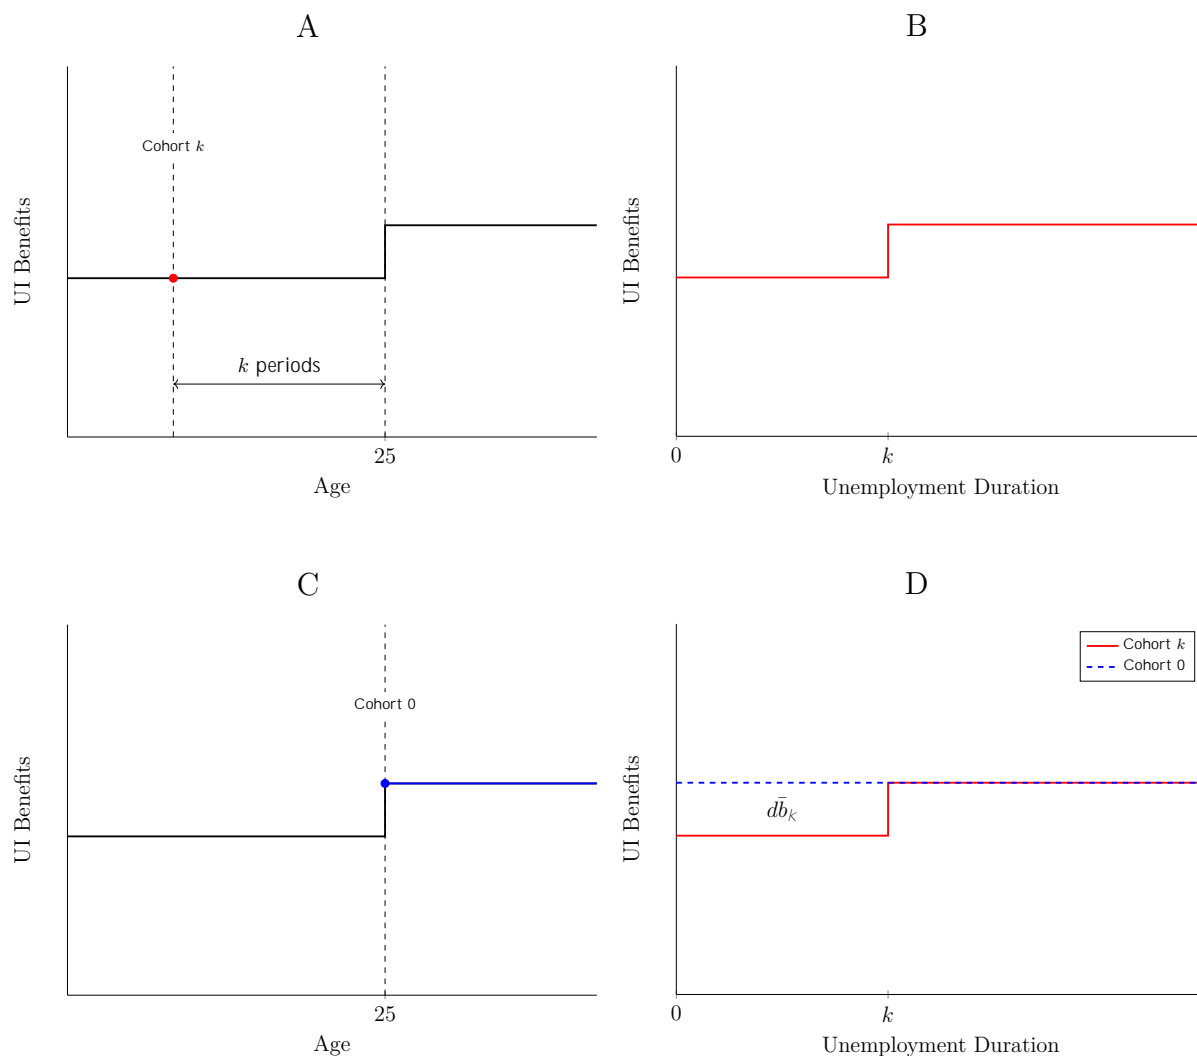 A
UI Benefits
Cohort k
k periods
25
Age
B
UI Benefits
0
k
Unemployment Duration
C
UI Benefits
Cohort 0
25
Age
D
UI Benefits
Cohort k
Cohort 0
db̄ₖ
0
k
Unemployment Duration